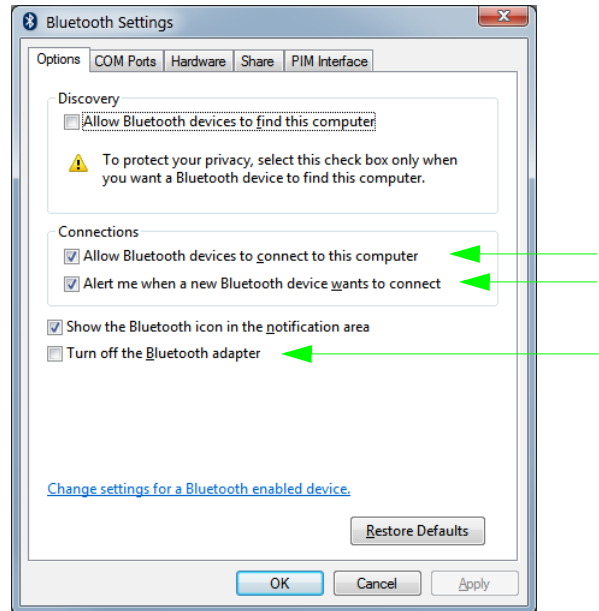 Bluetooth Settings
Options COM Ports Hardware Share PIM Interface
Discovery
Allow Bluetooth devices to find this computer
To protect your privacy, select this check box only when
you want a Bluetooth device to find this computer.
Connections
Allow Bluetooth devices to connect to this computer
Alert me when a new Bluetooth device wants to connect
Show the Bluetooth icon in the notification area
Turn off the Bluetooth adapter
Change settings for a Bluetooth enabled device.
Restore Defaults
OK Cancel Apply